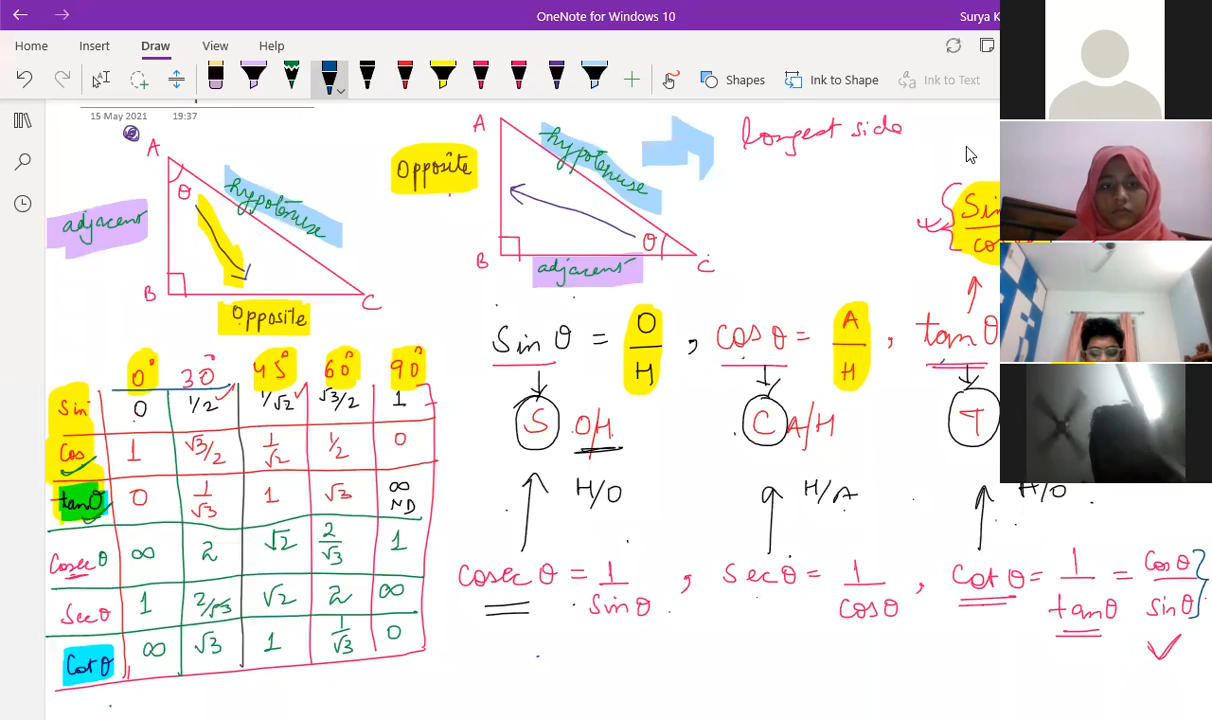 OneNote for Windows 10
Surya K
Home Insert Draw View Help
Shapes Ink to Shape Ink to Text
15 May 2021 19:37
A
θ
hypotenuse
adjacent
B
C
Opposite
A
Opposite
hypotenuse
longest side
θ
B
adjacent
C
Sin
cos
Sin θ = O/H , cos θ = A/H , tan θ
S O/H C A/H T
H/O H/A H/O
Cosec θ = 1/sin θ , Sec θ = 1/cos θ , Cot θ = 1/tan θ = Cos θ/sin θ
0° 30° 45° 60° 90°
Sin 0 1/2 1/√2 √3/2 1
Cos 1 √3/2 1/√2 1/2 0
tan θ 0 1/√3 1 √3 ∞ ND
Cosec θ ∞ 2 √2 2/√3 1
Sec θ 1 2/√3 √2 2 ∞
Cot θ ∞ √3 1 1/√3 0